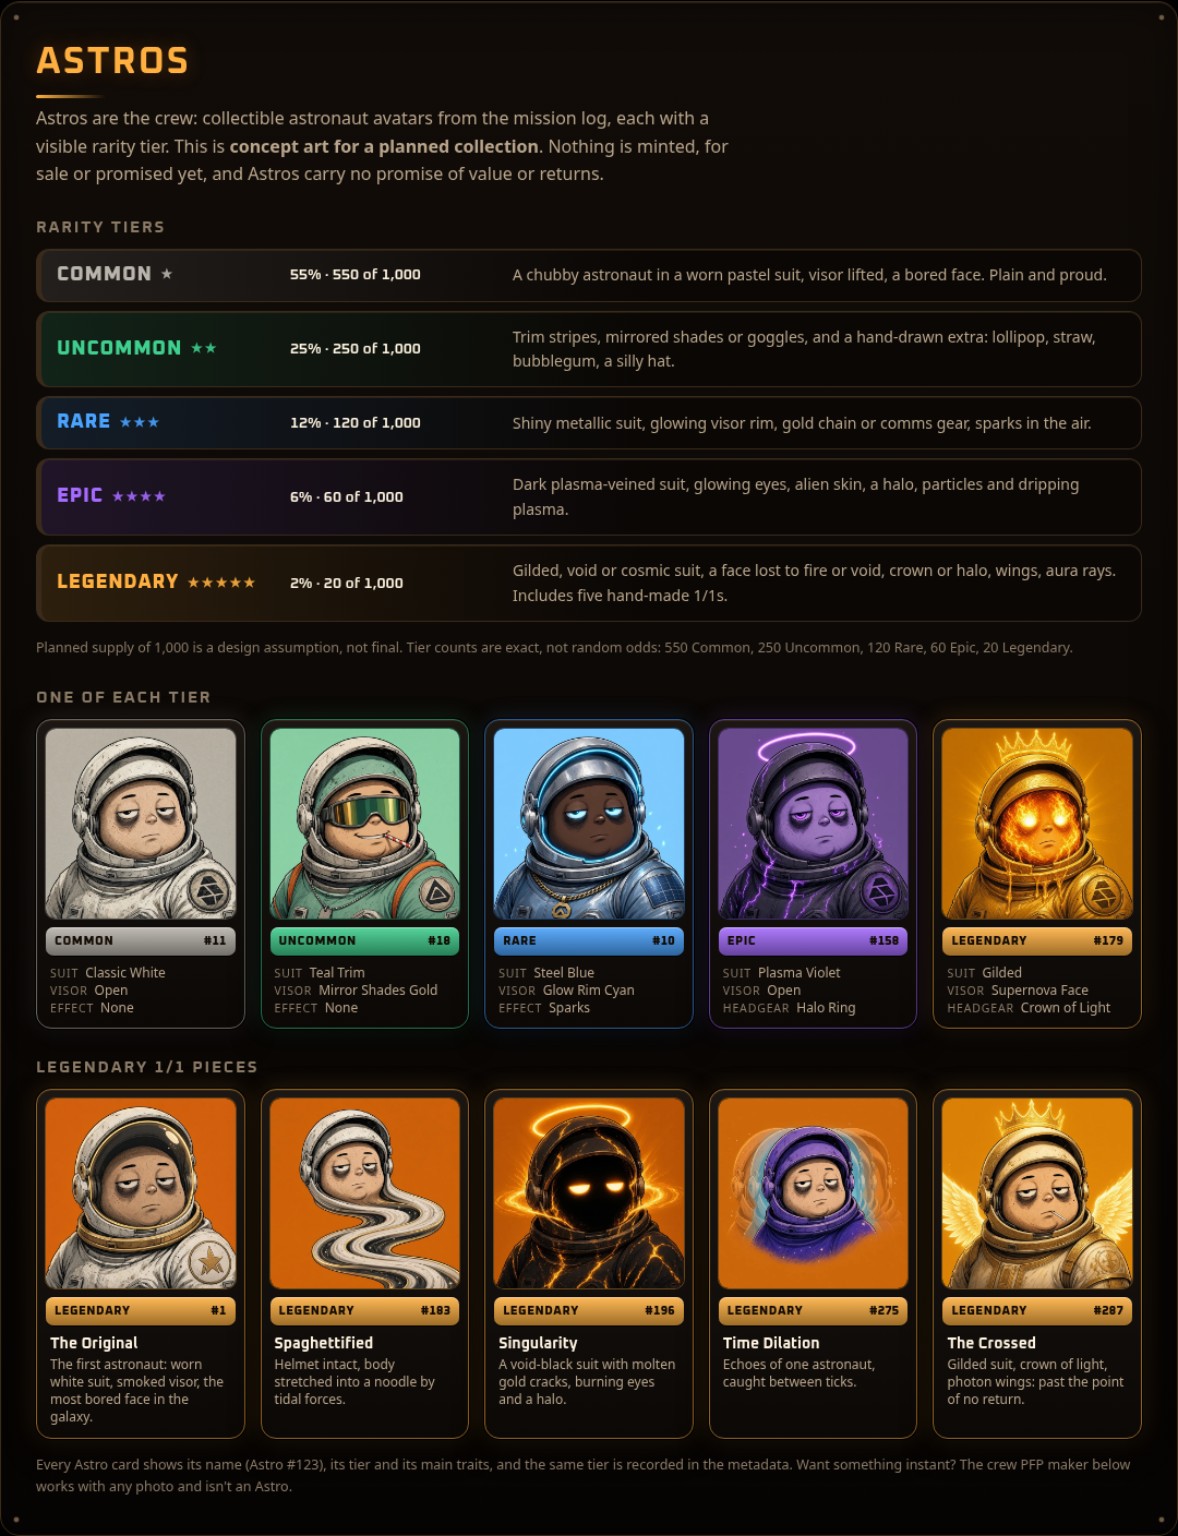 ASTROS
Astros are the crew: collectible astronaut avatars from the mission log, each with a
visible rarity tier. This is concept art for a planned collection. Nothing is minted, for
sale or promised yet, and Astros carry no promise of value or returns.
RARITY TIERS
COMMON ★ 55% · 550 of 1,000 A chubby astronaut in a worn pastel suit, visor lifted, a bored face. Plain and proud.
UNCOMMON ★★ 25% · 250 of 1,000 Trim stripes, mirrored shades or goggles, and a hand-drawn extra: lollipop, straw,
bubblegum, a silly hat.
RARE ★★★ 12% · 120 of 1,000 Shiny metallic suit, glowing visor rim, gold chain or comms gear, sparks in the air.
EPIC ★★★★ 6% · 60 of 1,000 Dark plasma-veined suit, glowing eyes, alien skin, a halo, particles and dripping
plasma.
LEGENDARY ★★★★★ 2% · 20 of 1,000 Gilded, void or cosmic suit, a face lost to fire or void, crown or halo, wings, aura rays.
Includes five hand-made 1/1s.
Planned supply of 1,000 is a design assumption, not final. Tier counts are exact, not random odds: 550 Common, 250 Uncommon, 120 Rare, 60 Epic, 20 Legendary.
ONE OF EACH TIER
COMMON #11
SUIT Classic White
VISOR Open
EFFECT None
UNCOMMON #18
SUIT Teal Trim
VISOR Mirror Shades Gold
EFFECT None
RARE #10
SUIT Steel Blue
VISOR Glow Rim Cyan
EFFECT Sparks
EPIC #158
SUIT Plasma Violet
VISOR Open
HEADGEAR Halo Ring
LEGENDARY #179
SUIT Gilded
VISOR Supernova Face
HEADGEAR Crown of Light
LEGENDARY 1/1 PIECES
LEGENDARY #1
The Original
The first astronaut: worn
white suit, smoked visor, the
most bored face in the
galaxy.
LEGENDARY #183
Spaghettified
Helmet intact, body
stretched into a noodle by
tidal forces.
LEGENDARY #196
Singularity
A void-black suit with molten
gold cracks, burning eyes
and a halo.
LEGENDARY #275
Time Dilation
Echoes of one astronaut,
caught between ticks.
LEGENDARY #287
The Crossed
Gilded suit, crown of light,
photon wings: past the point
of no return.
Every Astro card shows its name (Astro #123), its tier and its main traits, and the same tier is recorded in the metadata. Want something instant? The crew PFP maker below
works with any photo and isn't an Astro.